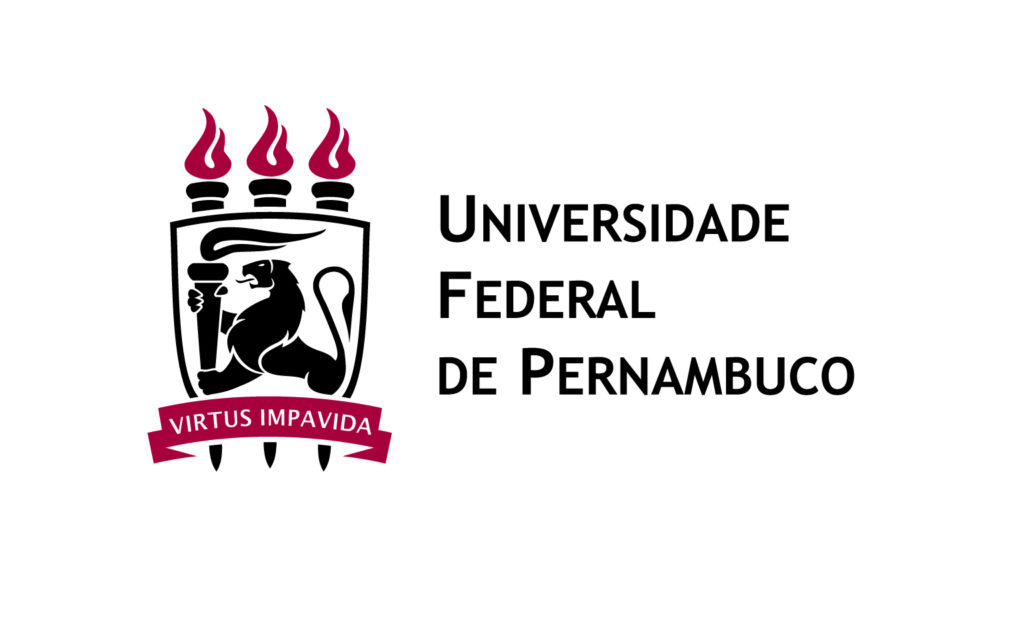 VIRTUS IMPAVIDA
UNIVERSIDADE
FEDERAL
DE PERNAMBUCO